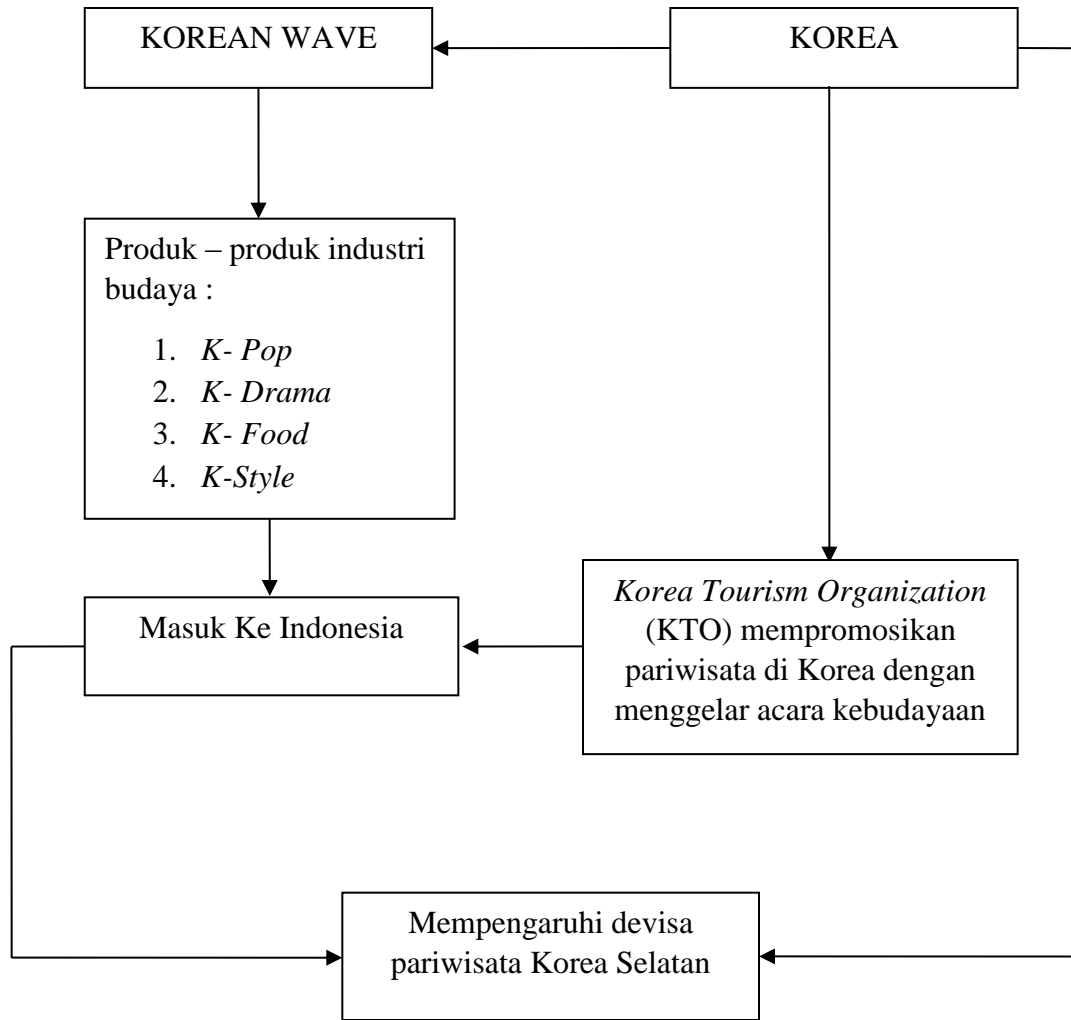 KOREAN WAVE
KOREA
Produk – produk industri
budaya :
1. K- Pop
2. K- Drama
3. K- Food
4. K-Style
Masuk Ke Indonesia
Korea Tourism Organization
(KTO) mempromosikan
pariwisata di Korea dengan
menggelar acara kebudayaan
Mempengaruhi devisa
pariwisata Korea Selatan